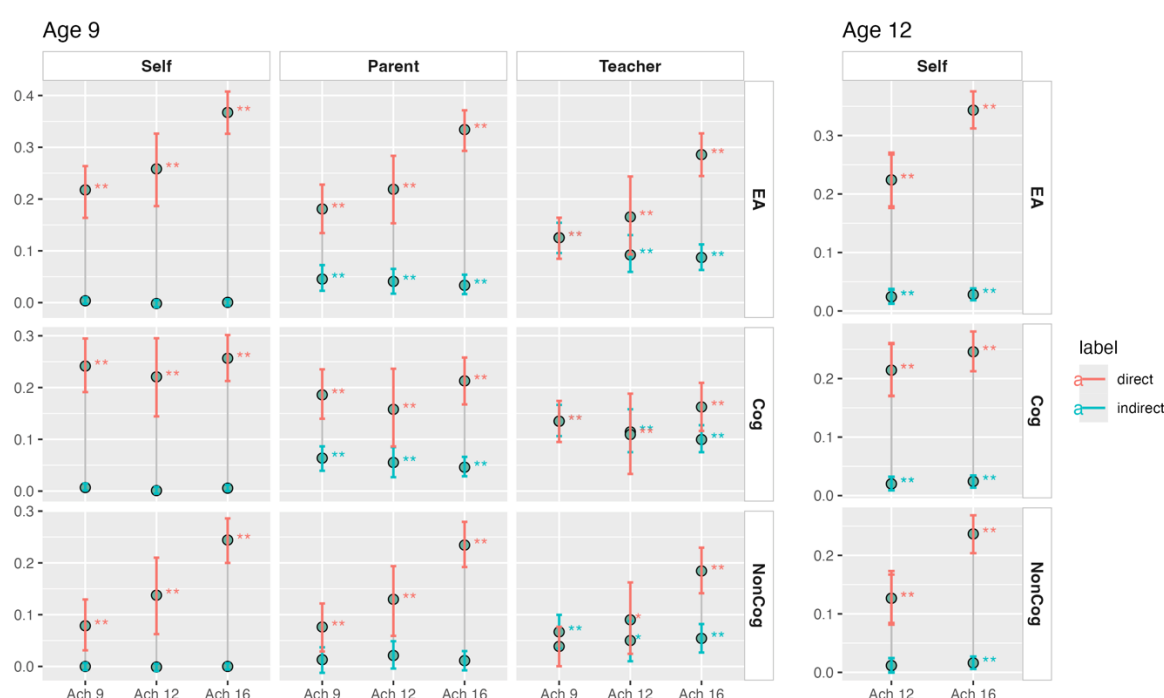 Age 9
Age 12
Self
Parent
Teacher
Self
0.4
0.3
0.2
0.1
0.0
** ** **
** ** **
** ** **
** ** **
** **
EA
0.3
0.2
0.1
0.0
** **
** **
EA
0.3
0.2
0.1
0.0
** ** **
** ** **
** ** **
** ** **
** **
Cog
0.2
0.1
0.0
** **
** **
Cog
label
a direct
a indirect
0.3
0.2
0.1
0.0
** ** **
** ** **
* **
** * **
NonCog
0.2
0.1
0.0
** **
**
NonCog
Ach 9 Ach 12 Ach 16
Ach 9 Ach 12 Ach 16
Ach 9 Ach 12 Ach 16
Ach 12 Ach 16